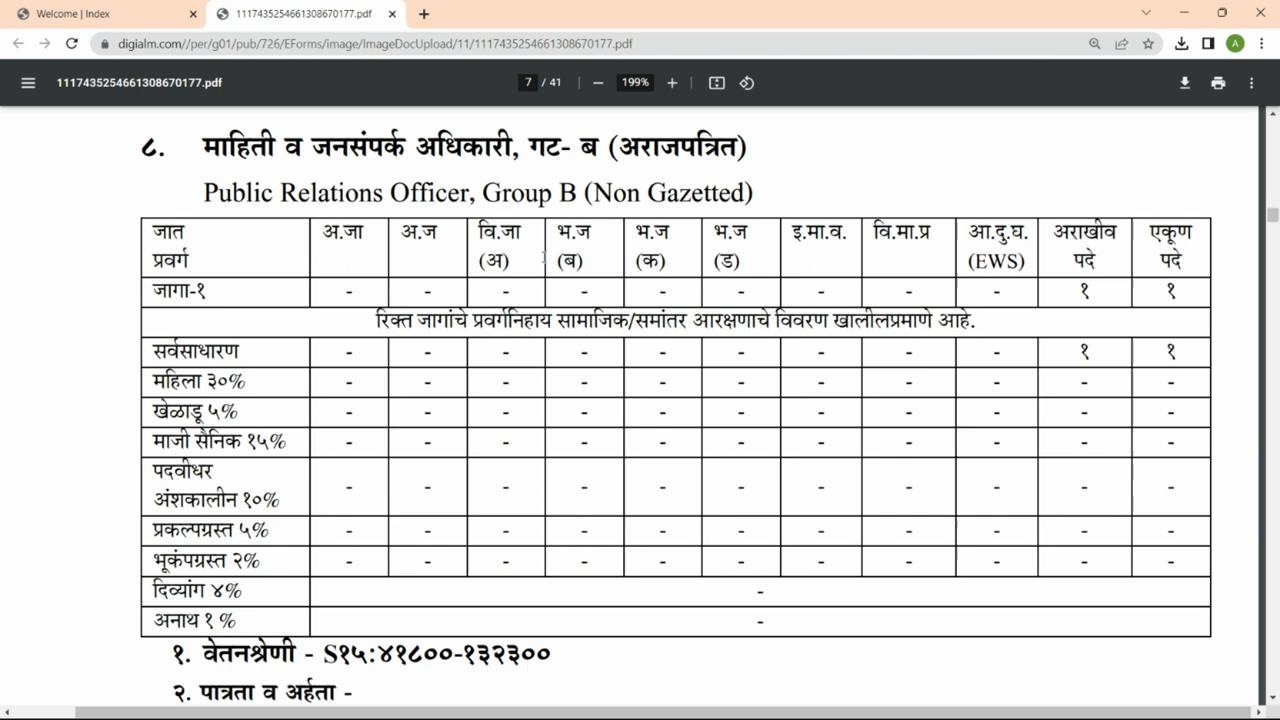 Welcome | Index
1117435254661308670177.pdf
digialm.com//per/g01/pub/726/EForms/image/ImageDocUpload/11/1117435254661308670177.pdf
A
1117435254661308670177.pdf
7 / 41
199%
८. माहिती व जनसंपर्क अधिकारी, गट- ब (अराजपत्रित)
Public Relations Officer, Group B (Non Gazetted)
जात प्रवर्ग अ.जा अ.ज वि.जा (अ) भ.ज (ब) भ.ज (क) भ.ज (ड) इ.मा.व. वि.मा.प्र आ.दु.घ. (EWS) अराखीव पदे एकूण पदे
जागा-१ - - - - - - - - - १ १
रिक्त जागांचे प्रवर्गनिहाय सामाजिक/समांतर आरक्षणाचे विवरण खालीलप्रमाणे आहे.
सर्वसाधारण - - - - - - - - - १ १
महिला ३०% - - - - - - - - - - -
खेळाडू ५% - - - - - - - - - - -
माजी सैनिक १५% - - - - - - - - - - -
पदवीधर अंशकालीन १०% - - - - - - - - - - -
प्रकल्पग्रस्त ५% - - - - - - - - - - -
भूकंपग्रस्त २% - - - - - - - - - - -
दिव्यांग ४% -
अनाथ १ % -
१. वेतनश्रेणी - S१५:४१८००-१३२३००
२. पात्रता व अर्हता -